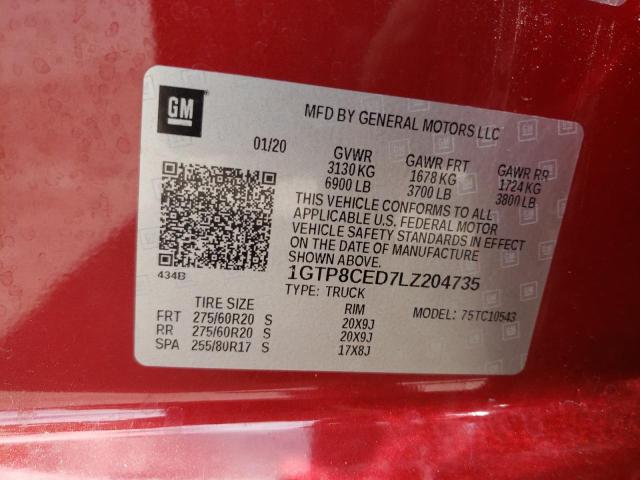 GM
MFD BY GENERAL MOTORS LLC
01/20
GVWR GAWR FRT GAWR RR
3130 KG 1678 KG 1724 KG
6900 LB 3700 LB 3800 LB
THIS VEHICLE CONFORMS TO ALL
APPLICABLE U.S. FEDERAL MOTOR
VEHICLE SAFETY STANDARDS IN EFFECT
ON THE DATE OF MANUFACTURE
434B
1GTP8CED7LZ204735
TYPE: TRUCK MODEL: 75TC10543
TIRE SIZE RIM
FRT 275/60R20 S 20X9J
RR 275/60R20 S 20X9J
SPA 255/80R17 S 17X8J